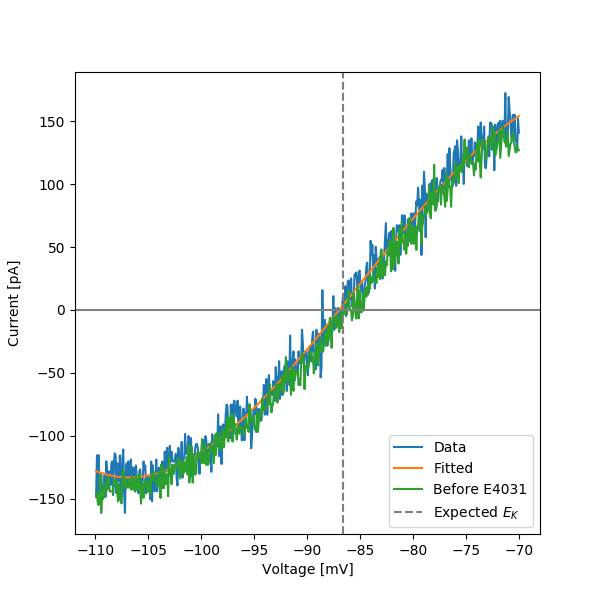 150
100
50
0
−50
−100
−150
Current [pA]
Data
Fitted
Before E4031
Expected E_K
−110 −105 −100 −95 −90 −85 −80 −75 −70
Voltage [mV]